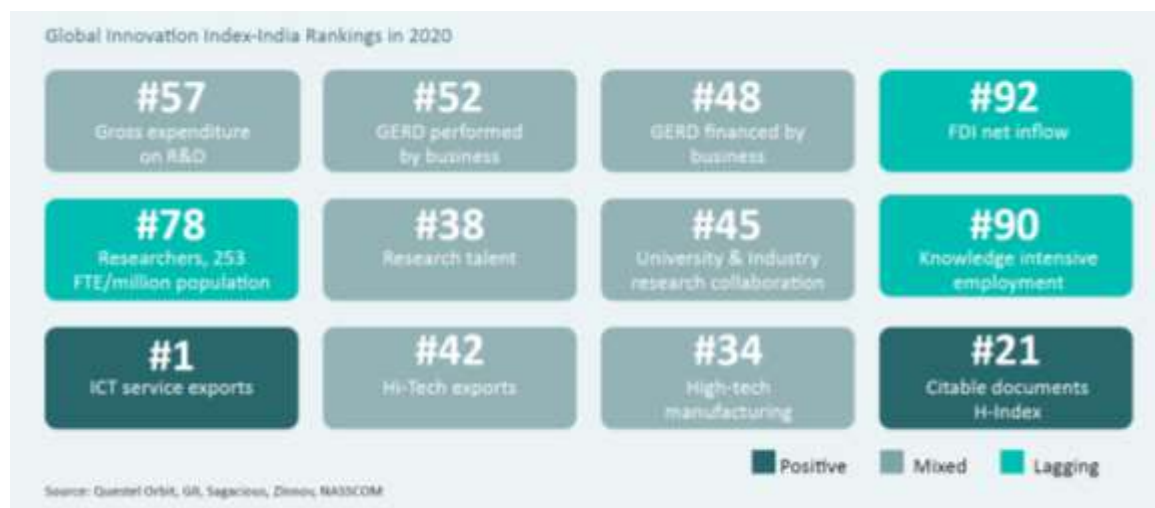 Global Innovation Index-India Rankings in 2020
#57
Gross expenditure
on R&D
#52
GERD performed
by business
#48
GERD financed by
business
#92
FDI net inflow
#78
Researchers, 253
FTE/million population
#38
Research talent
#45
University & Industry
research collaboration
#90
Knowledge intensive
employment
#1
ICT service exports
#42
Hi-Tech exports
#34
High-tech
manufacturing
#21
Citable documents
H-Index
Positive
Mixed
Lagging
Source: Questel Orbit, GII, Sagacious, Zinnov, NASSCOM